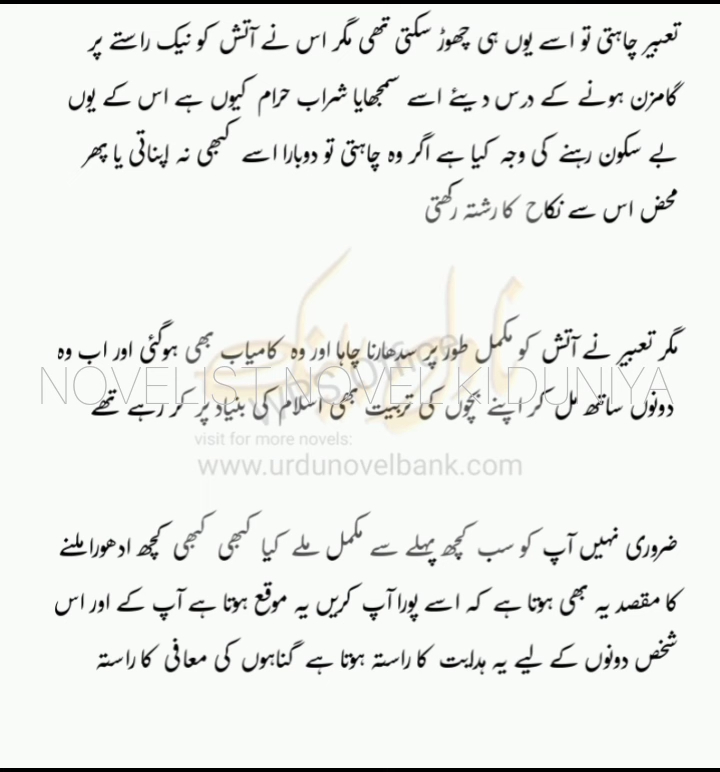 تعبیر چاہتی تو اسے یوں ہی چھوڑ سکتی تھی مگر اس نے آتش کو نیک راستے پر
گامزن ہونے کے درس دیئے اسے سمجھایا شراب حرام کیوں ہے اس کے یوں
بے سکون رہنے کی وجہ کیا ہے اگر وہ چاہتی تو دوبارا اسے کبھی نہ اپناتی یا پھر
محض اس سے نکاح کا رشتہ رکھتی
مگر تعبیر نے آتش کو مکمل طور پر سدھارنا چاہا اور وہ کامیاب بھی ہوگئی اور اب وہ
NOVELIST NOVEL KI DUNIYA
دونوں ساتھ مل کر اپنے بچوں کی تربیت بھی اسلام کی بنیاد پر کر رہے تھے
visit for more novels:
www.urdunovelbank.com
ضروری نہیں آپ کو سب کچھ پہلے سے مکمل ملے کیا کبھی کبھی کچھ ادھورا ملنے
کا مقصد یہ بھی ہوتا ہے کہ اسے پورا آپ کریں یہ موقع ہوتا ہے آپ کے اور اس
شخص دونوں کے لیے یہ ہدایت کا راستہ ہوتا ہے گناہوں کی معافی کا راستہ